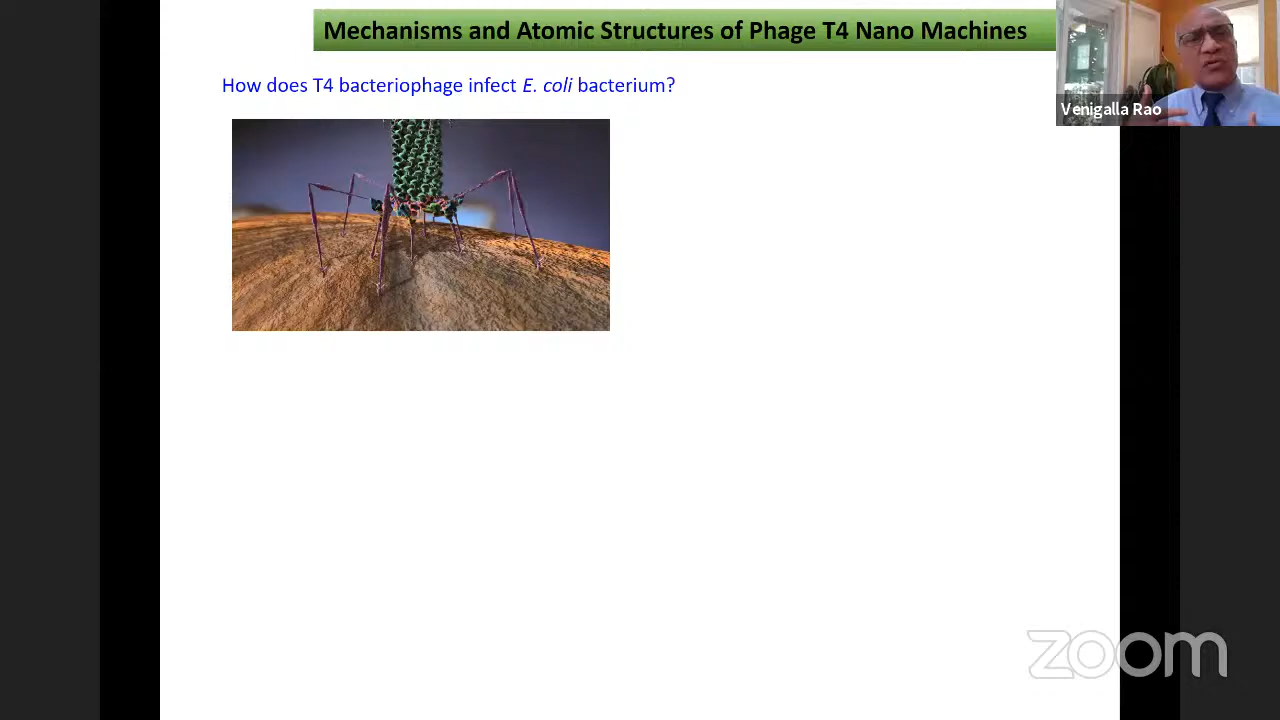 Mechanisms and Atomic Structures of Phage T4 Nano Machines
How does T4 bacteriophage infect E. coli bacterium?
Venigalla Rao
zoom